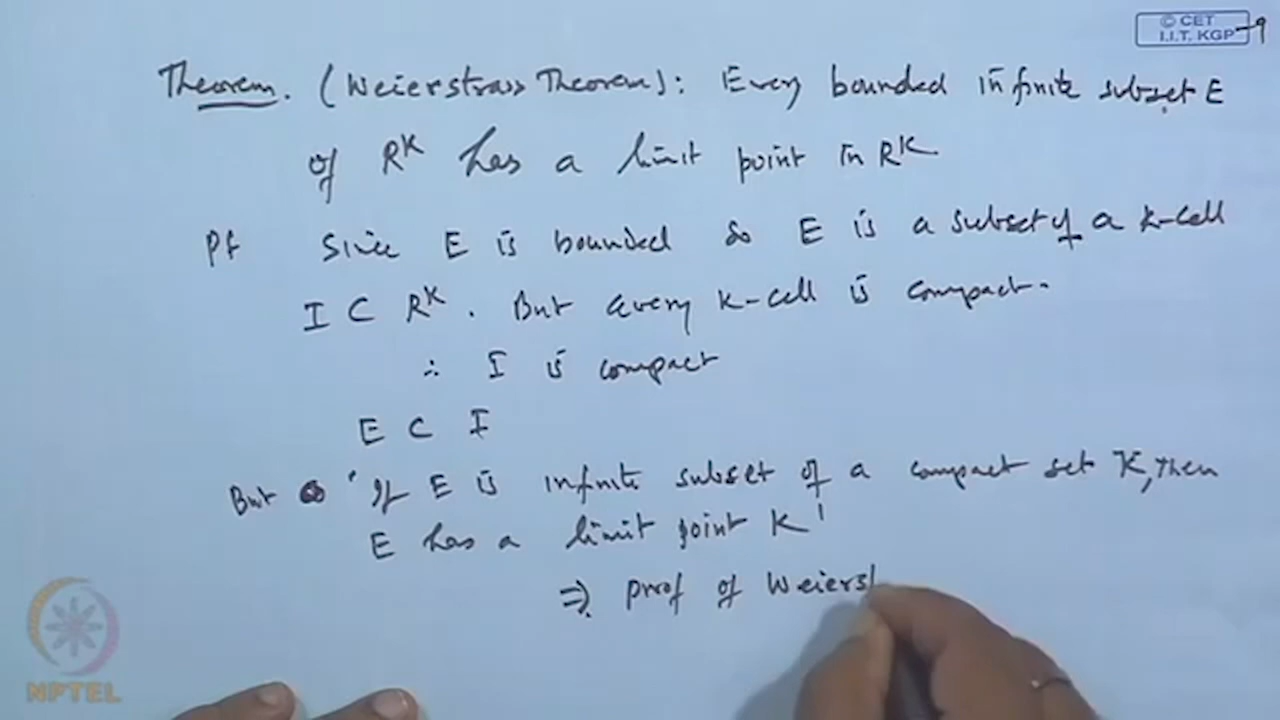 © CET
I.I.T. KGP
-9
Theorem. (Weierstrass Theorem): Every bounded infinite subset E
of R^K has a limit point in R^K
Pf Since E is bounded so E is a subset of a K-cell
I ⊂ R^K. But every K-cell is compact.
∴ I is compact
E ⊂ I
But 'If E is infinite subset of a compact set K, then
E has a limit point K'
⇒ Proof of Weierst
NPTEL